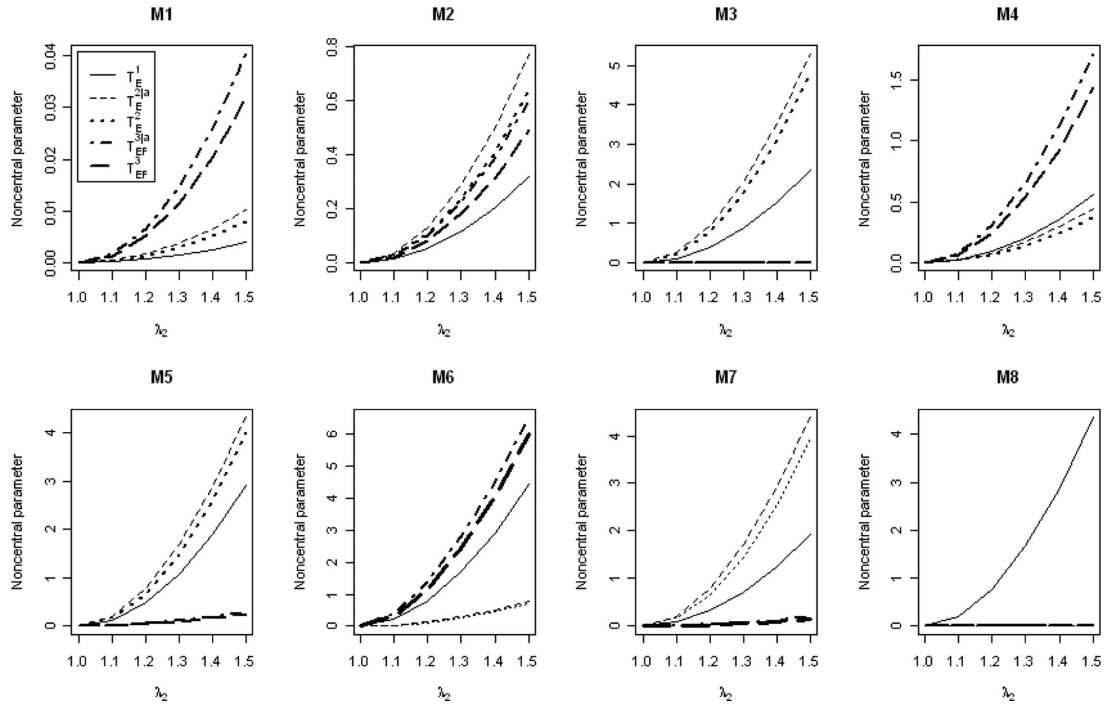 M1
Noncentral parameter
0.04
0.03
0.02
0.01
0.00
T_E^1
T_E^{2|a}
T_E^2
T_{EF}^{3|a}
T_{EF}^3
1.0 1.1 1.2 1.3 1.4 1.5
λ₂
M2
Noncentral parameter
0.8
0.6
0.4
0.2
0.0
1.0 1.1 1.2 1.3 1.4 1.5
λ₂
M3
Noncentral parameter
5
4
3
2
1
0
1.0 1.1 1.2 1.3 1.4 1.5
λ₂
M4
Noncentral parameter
1.5
1.0
0.5
0.0
1.0 1.1 1.2 1.3 1.4 1.5
λ₂
M5
Noncentral parameter
4
3
2
1
0
1.0 1.1 1.2 1.3 1.4 1.5
λ₂
M6
Noncentral parameter
6
5
4
3
2
1
0
1.0 1.1 1.2 1.3 1.4 1.5
λ₂
M7
Noncentral parameter
4
3
2
1
0
1.0 1.1 1.2 1.3 1.4 1.5
λ₂
M8
Noncentral parameter
4
3
2
1
0
1.0 1.1 1.2 1.3 1.4 1.5
λ₂